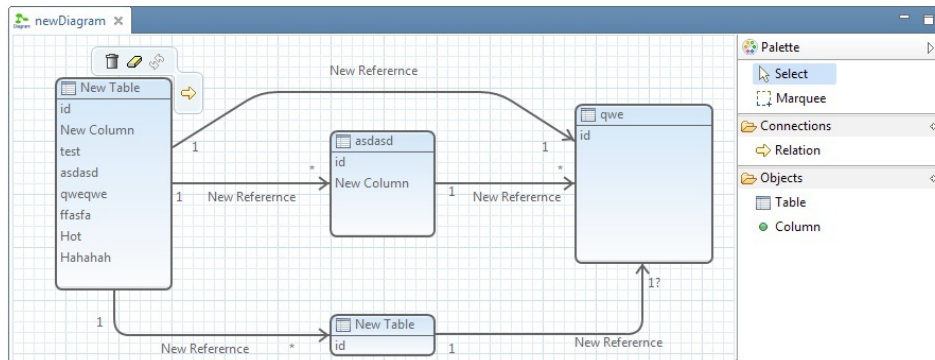 newDiagram
Diagram
Palette
Select
Marquee
Connections
Relation
Objects
Table
Column
New Referernce
New Table
id
New Column
test
asdasd
qweqwe
ffasfa
Hot
Hahahah
1
1
asdasd
id
New Column
*
1
New Referernce
1
New Referernce
*
qwe
id
1?
1
New Referernce
*
New Table
id
1
New Referernce